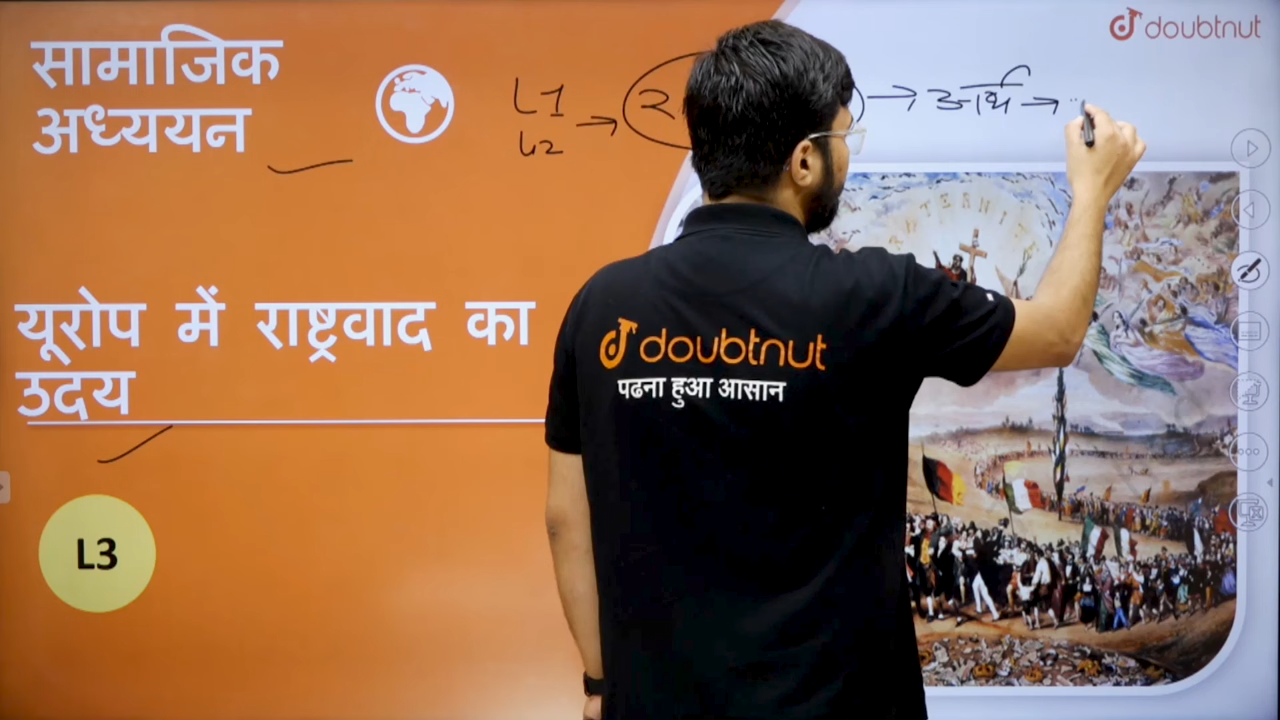 सामाजिक
अध्ययन
doubtnut
L1
L2 →
→ अर्थ →
यूरोप में राष्ट्रवाद का
उदय
L3
doubtnut
पढना हुआ आसान